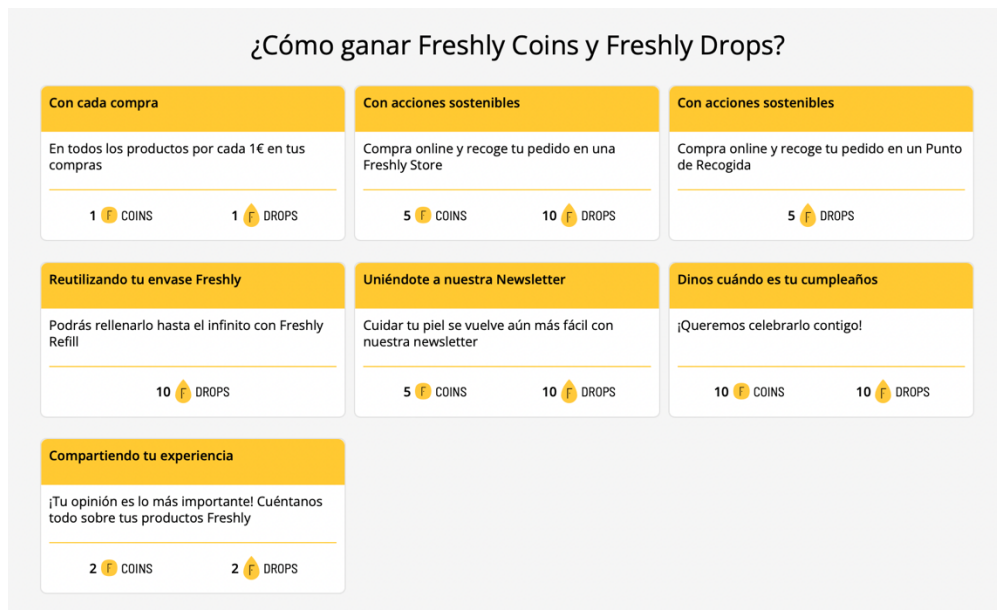 ¿Cómo ganar Freshly Coins y Freshly Drops?
Con cada compra
En todos los productos por cada 1€ en tus
compras
1 F COINS 1 F DROPS
Con acciones sostenibles
Compra online y recoge tu pedido en una
Freshly Store
5 F COINS 10 F DROPS
Con acciones sostenibles
Compra online y recoge tu pedido en un Punto
de Recogida
5 F DROPS
Reutilizando tu envase Freshly
Podrás rellenarlo hasta el infinito con Freshly
Refill
10 F DROPS
Uniéndote a nuestra Newsletter
Cuidar tu piel se vuelve aún más fácil con
nuestra newsletter
5 F COINS 10 F DROPS
Dinos cuándo es tu cumpleaños
¡Queremos celebrarlo contigo!
10 F COINS 10 F DROPS
Compartiendo tu experiencia
¡Tu opinión es lo más importante! Cuéntanos
todo sobre tus productos Freshly
2 F COINS 2 F DROPS